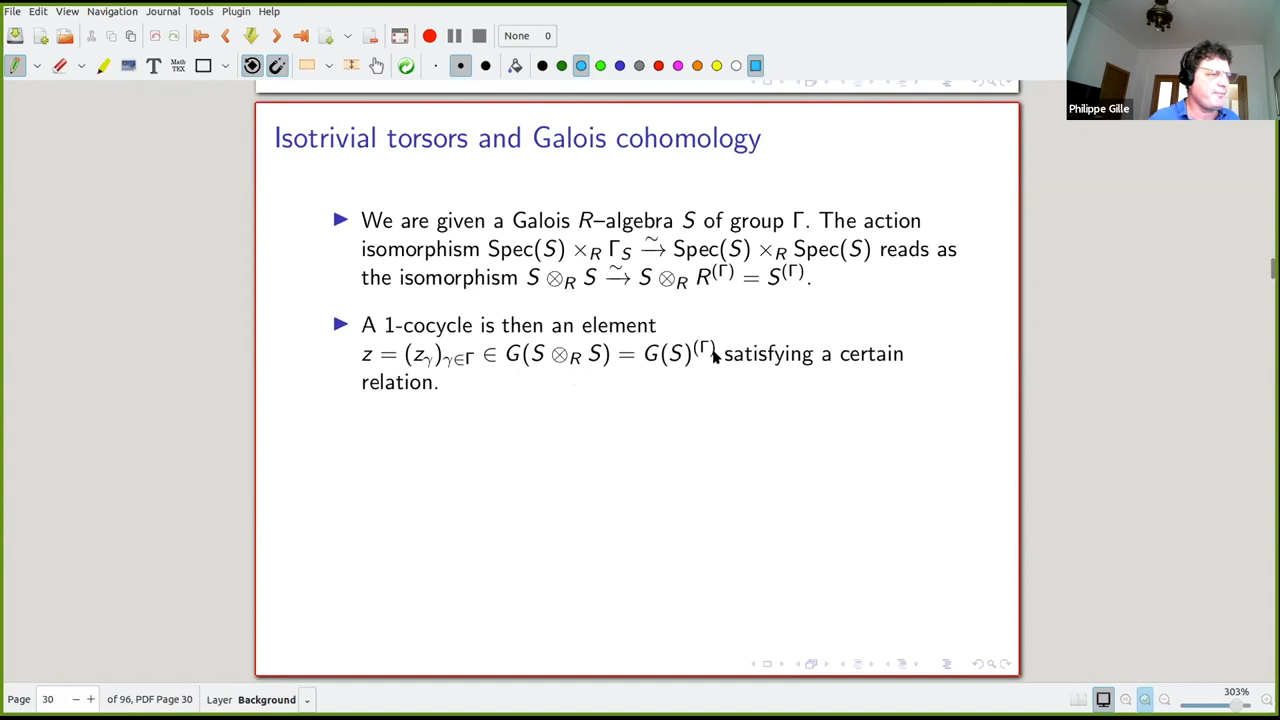 File Edit View Navigation Journal Tools Plugin Help
None 0
T Math TEX
Philippe Gille
Isotrivial torsors and Galois cohomology
▶ We are given a Galois R–algebra S of group Γ. The action
isomorphism Spec(S) ×_R Γ_S →~ Spec(S) ×_R Spec(S) reads as
the isomorphism S ⊗_R S →~ S ⊗_R R^(Γ) = S^(Γ).
▶ A 1-cocycle is then an element
z = (z_γ)_γ∈Γ ∈ G(S ⊗_R S) = G(S)^(Γ) satisfying a certain
relation.
Page 30 − + of 96, PDF Page 30 Layer Background 303%